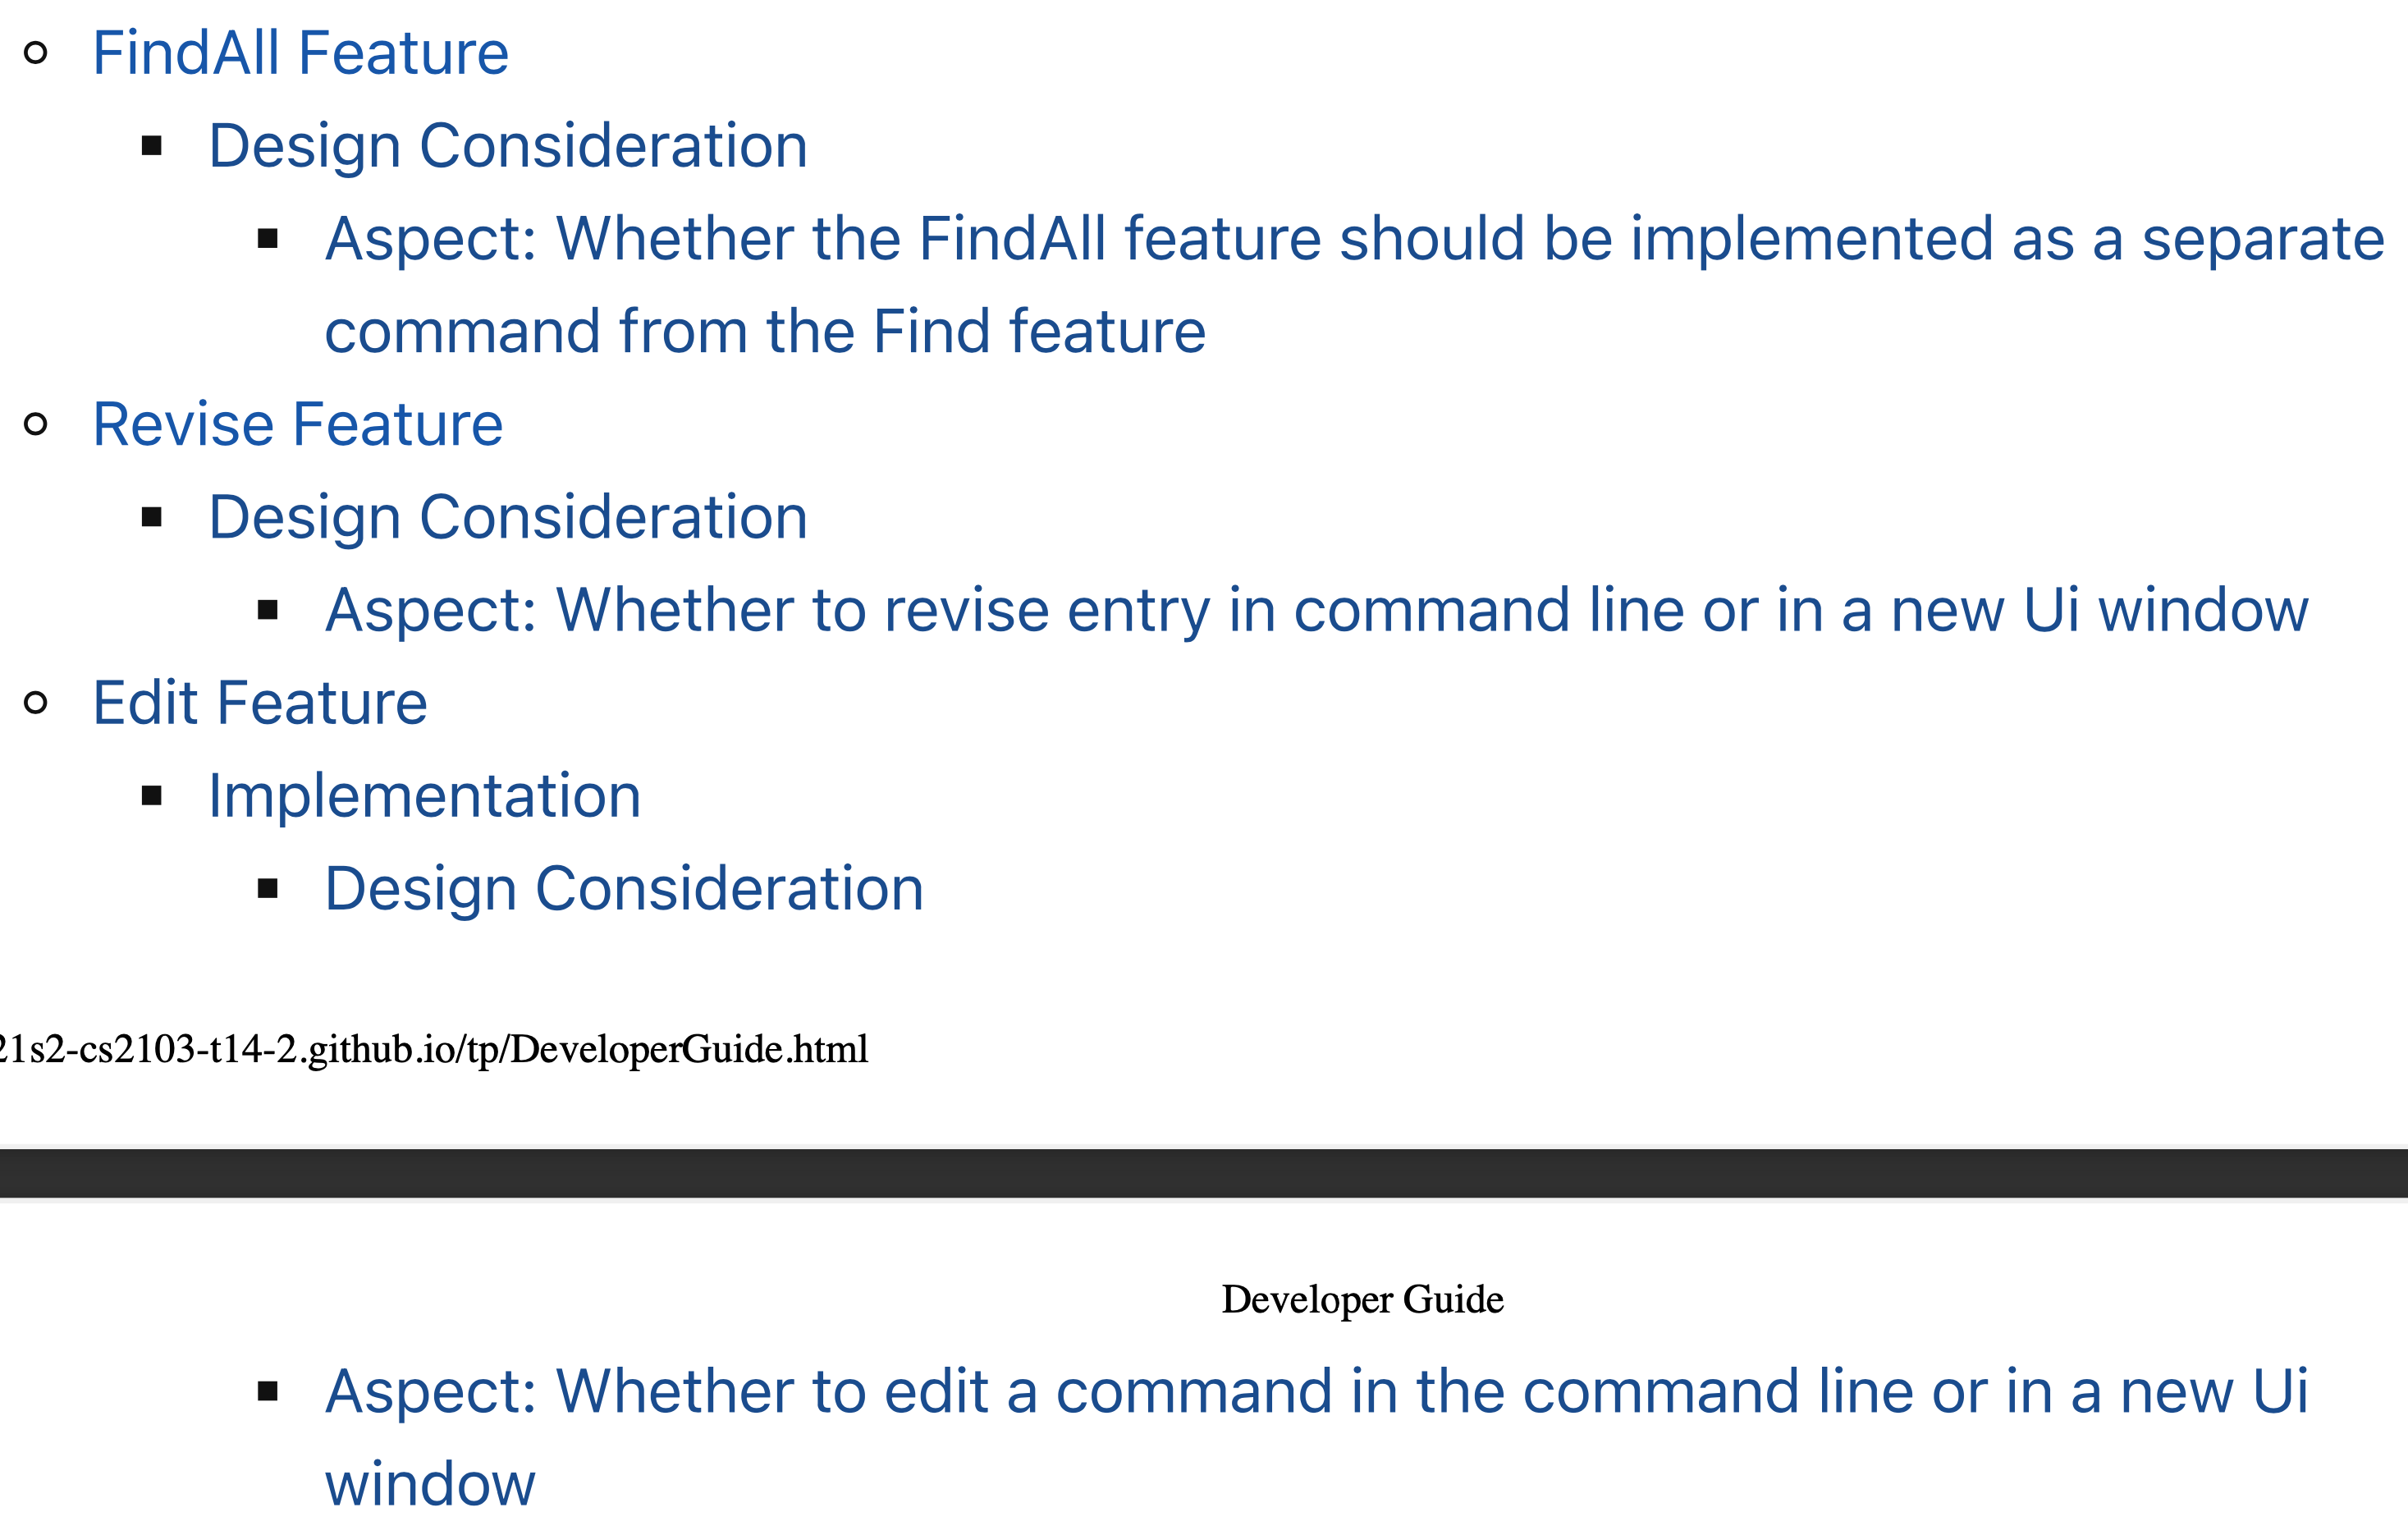 FindAll Feature
Design Consideration
Aspect: Whether the FindAll feature should be implemented as a separate
command from the Find feature
Revise Feature
Design Consideration
Aspect: Whether to revise entry in command line or in a new Ui window
Edit Feature
Implementation
Design Consideration
21s2-cs2103-t14-2.github.io/tp/DeveloperGuide.html
Developer Guide
Aspect: Whether to edit a command in the command line or in a new Ui
window